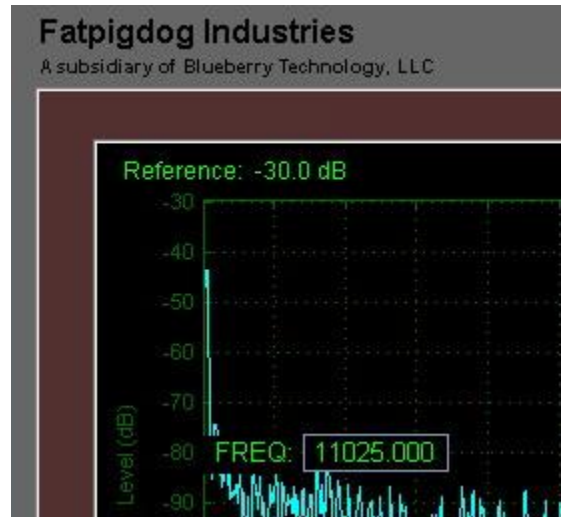 Fatpigdog Industries
A subsidiary of Blueberry Technology, LLC
Reference: -30.0 dB
-30
-40
-50
-60
-70
-80
-90
Level (dB)
FREQ: 11025.000